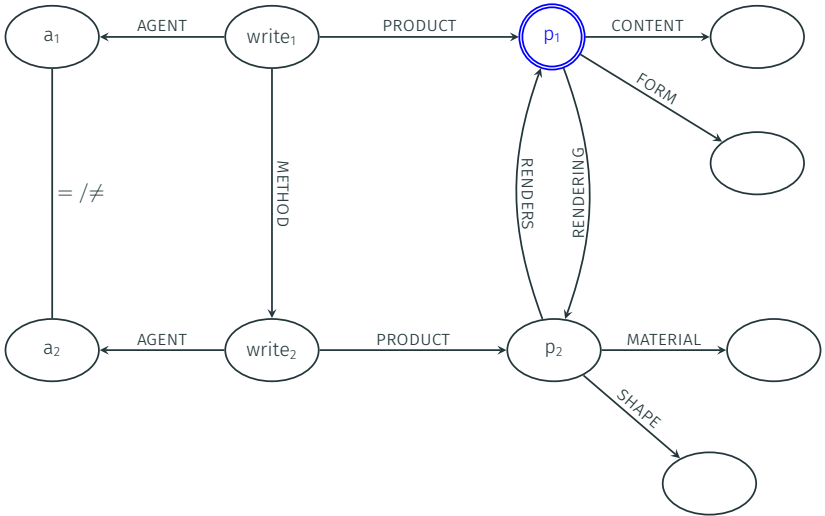 a₁
AGENT
write₁
PRODUCT
p₁
CONTENT
FORM
= /≠
METHOD
RENDERS
RENDERING
a₂
AGENT
write₂
PRODUCT
p₂
MATERIAL
SHAPE